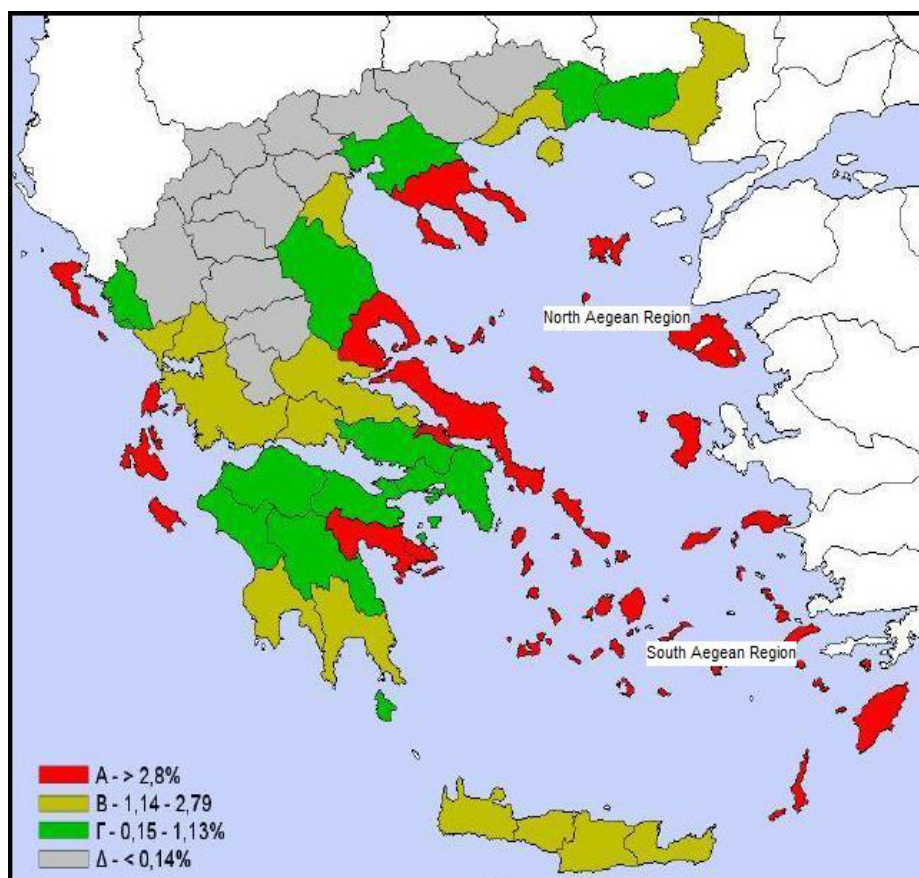 North Aegean Region
South Aegean Region
Α - > 2,8%
Β - 1,14 - 2,79
Γ - 0,15 - 1,13%
Δ - < 0,14%